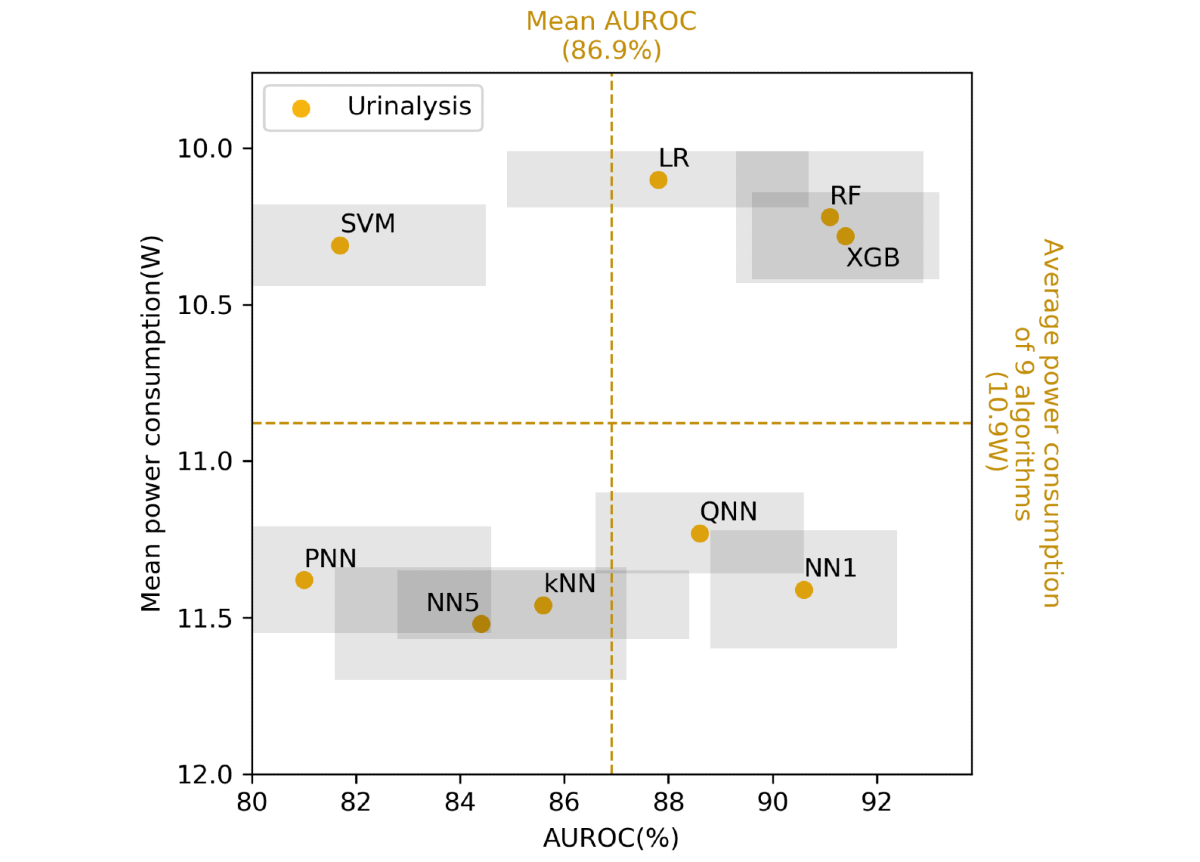 Mean AUROC
(86.9%)
Urinalysis
Mean power consumption(W)
10.0
10.5
11.0
11.5
12.0
LR
RF
XGB
SVM
QNN
NN1
PNN
kNN
NN5
Average power consumption
of 9 algorithms
(10.9W)
80 82 84 86 88 90 92
AUROC(%)